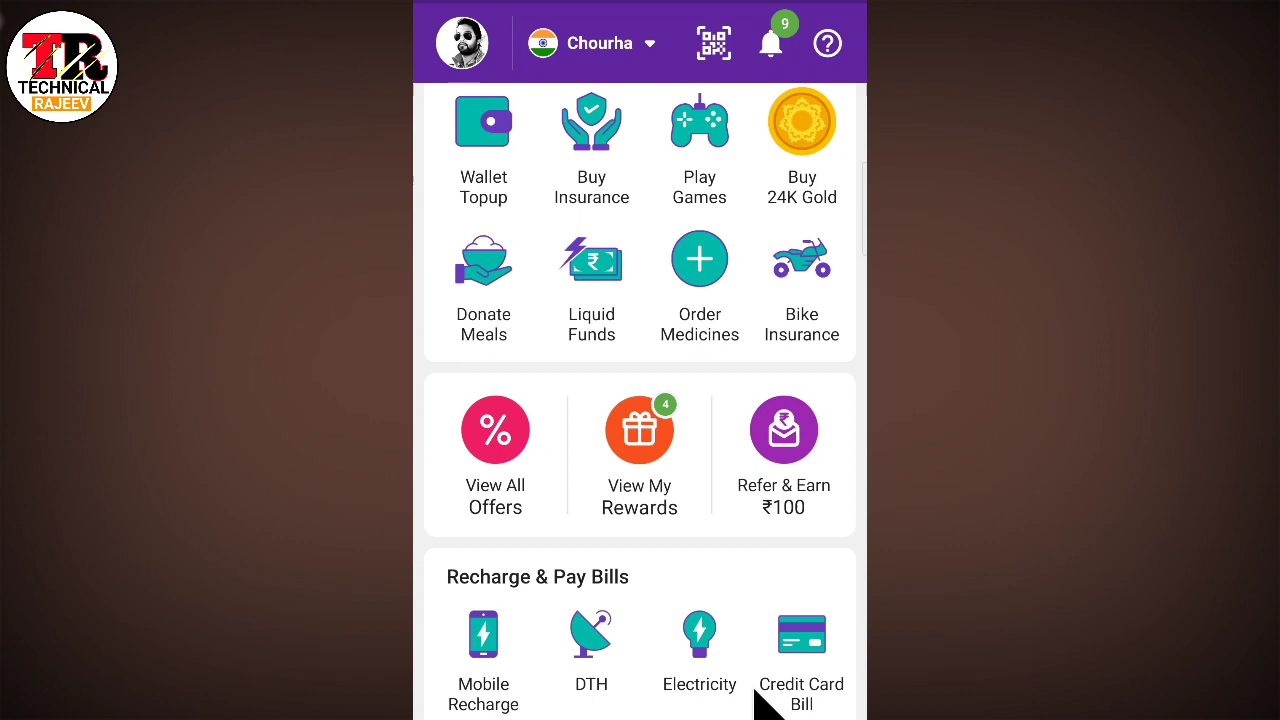 TR
TECHNICAL
RAJEEV
Chourha
9
Wallet
Topup
Buy
Insurance
Play
Games
Buy
24K Gold
Donate
Meals
Liquid
Funds
Order
Medicines
Bike
Insurance
4
View All
Offers
View My
Rewards
Refer & Earn
₹100
Recharge & Pay Bills
Mobile
Recharge
DTH
Electricity
Credit Card
Bill